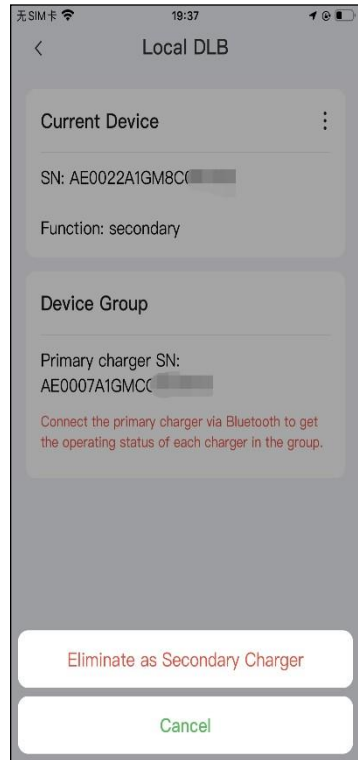 无SIM卡 19:37
Local DLB
Current Device
SN: AE0022A1GM8C
Function: secondary
Device Group
Primary charger SN:
AE0007A1GMC
Connect the primary charger via Bluetooth to get
the operating status of each charger in the group.
Eliminate as Secondary Charger
Cancel